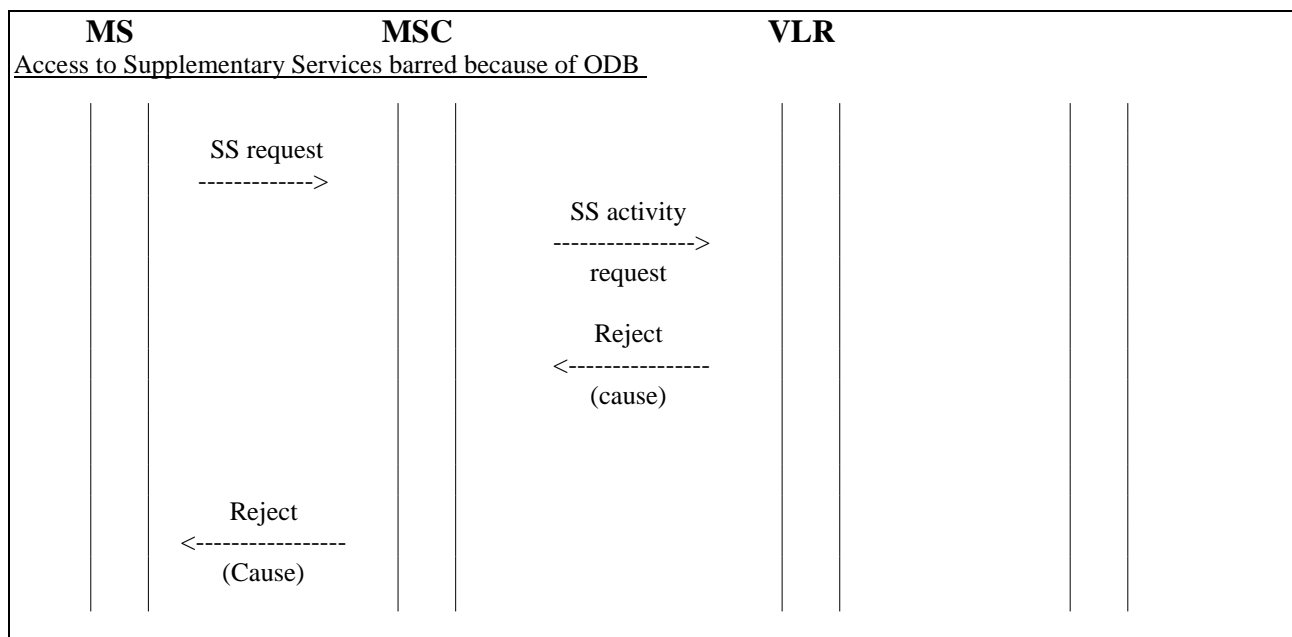 MS MSC VLR
Access to Supplementary Services barred because of ODB
SS request
------------->
SS activity
---------------->
request
Reject
<----------------
(cause)
Reject
<-----------------
(Cause)